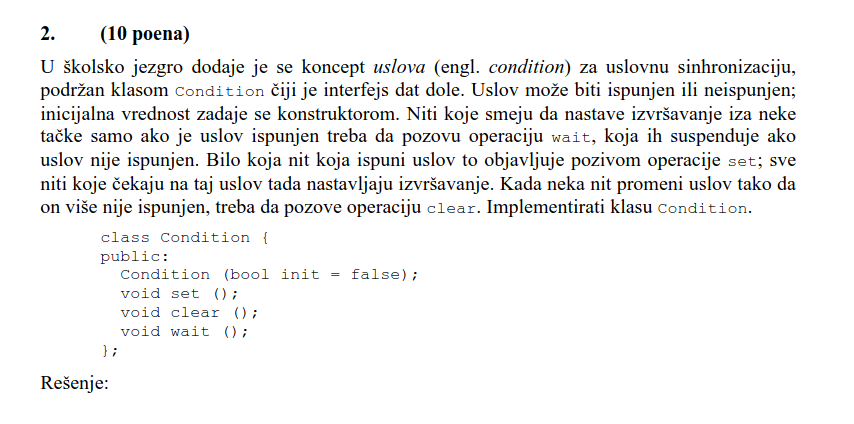 2. (10 poena)
U školsko jezgro dodaje je se koncept uslova (engl. condition) za uslovnu sinhronizaciju,
podržan klasom Condition čiji je interfejs dat dole. Uslov može biti ispunjen ili neispunjen;
inicijalna vrednost zadaje se konstruktorom. Niti koje smeju da nastave izvršavanje iza neke
tačke samo ako je uslov ispunjen treba da pozovu operaciju wait, koja ih suspenduje ako
uslov nije ispunjen. Bilo koja nit koja ispuni uslov to objavljuje pozivom operacije set; sve
niti koje čekaju na taj uslov tada nastavljaju izvršavanje. Kada neka nit promeni uslov tako da
on više nije ispunjen, treba da pozove operaciju clear. Implementirati klasu Condition.
class Condition {
public:
  Condition (bool init = false);
  void set ();
  void clear ();
  void wait ();
};
Rešenje: